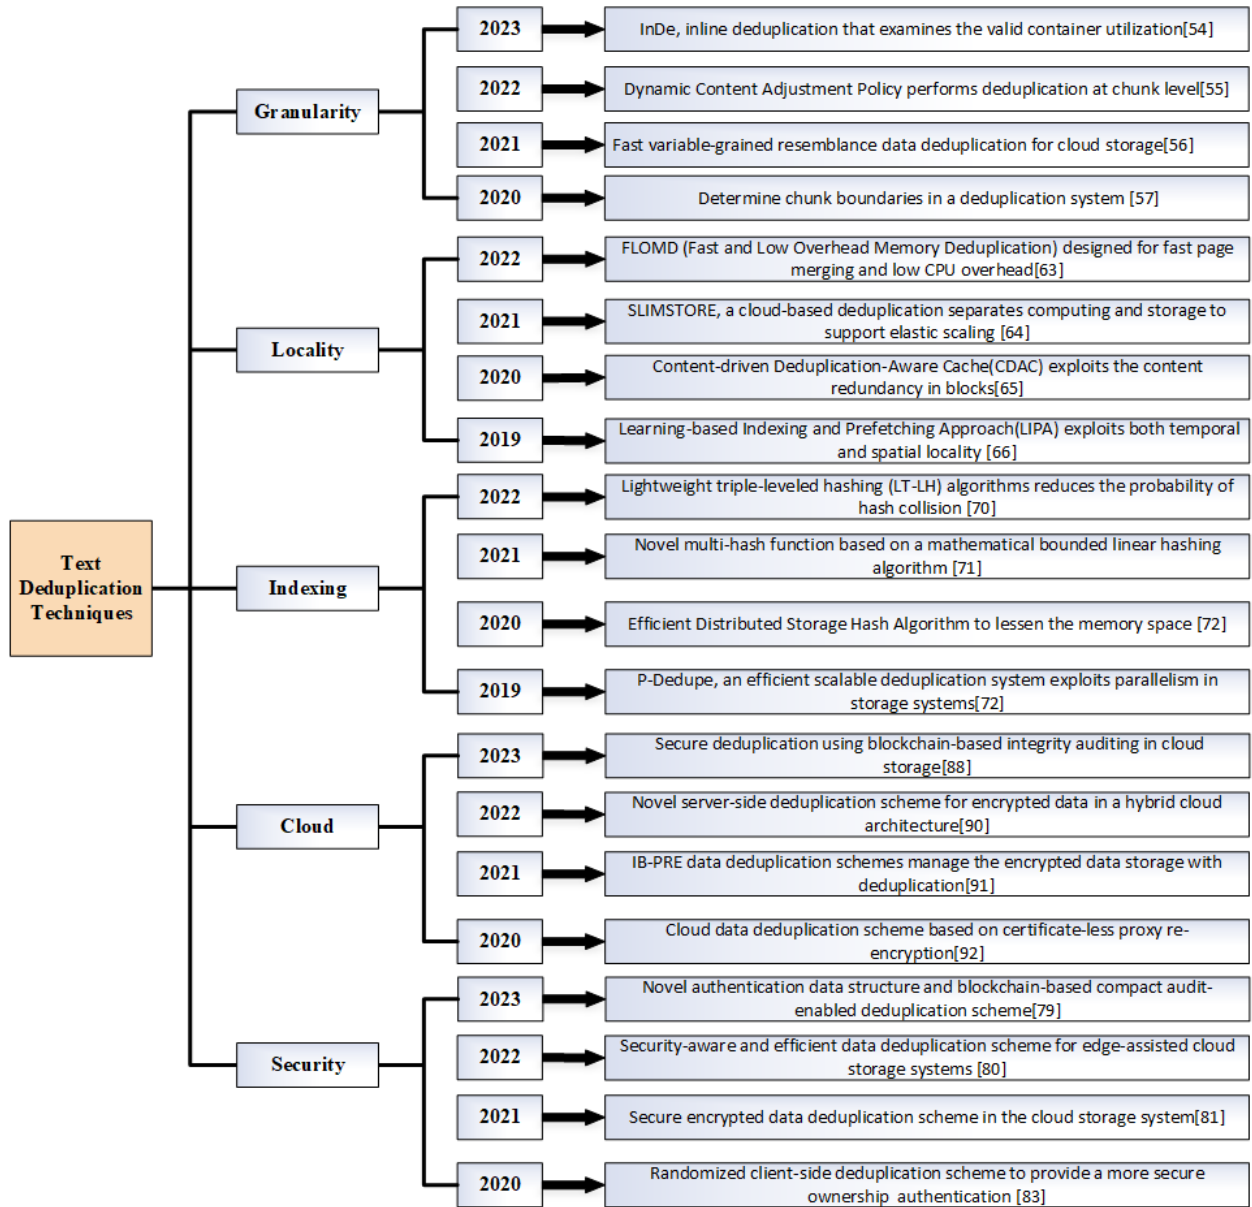 Text
Deduplication
Techniques
Granularity
2023
InDe, inline deduplication that examines the valid container utilization[54]
2022
Dynamic Content Adjustment Policy performs deduplication at chunk level[55]
2021
Fast variable-grained resemblance data deduplication for cloud storage[56]
2020
Determine chunk boundaries in a deduplication system [57]
Locality
2022
FLOMD (Fast and Low Overhead Memory Deduplication) designed for fast page
merging and low CPU overhead[63]
2021
SLIMSTORE, a cloud-based deduplication separates computing and storage to
support elastic scaling [64]
2020
Content-driven Deduplication-Aware Cache(CDAC) exploits the content
redundancy in blocks[65]
2019
Learning-based Indexing and Prefetching Approach(LIPA) exploits both temporal
and spatial locality [66]
Indexing
2022
Lightweight triple-leveled hashing (LT-LH) algorithms reduces the probability of
hash collision [70]
2021
Novel multi-hash function based on a mathematical bounded linear hashing
algorithm [71]
2020
Efficient Distributed Storage Hash Algorithm to lessen the memory space [72]
2019
P-Dedupe, an efficient scalable deduplication system exploits parallelism in
storage systems[72]
Cloud
2023
Secure deduplication using blockchain-based integrity auditing in cloud
storage[88]
2022
Novel server-side deduplication scheme for encrypted data in a hybrid cloud
architecture[90]
2021
IB-PRE data deduplication schemes manage the encrypted data storage with
deduplication[91]
2020
Cloud data deduplication scheme based on certificate-less proxy re-
encryption[92]
Security
2023
Novel authentication data structure and blockchain-based compact audit-
enabled deduplication scheme[79]
2022
Security-aware and efficient data deduplication scheme for edge-assisted cloud
storage systems [80]
2021
Secure encrypted data deduplication scheme in the cloud storage system[81]
2020
Randomized client-side deduplication scheme to provide a more secure
ownership authentication [83]